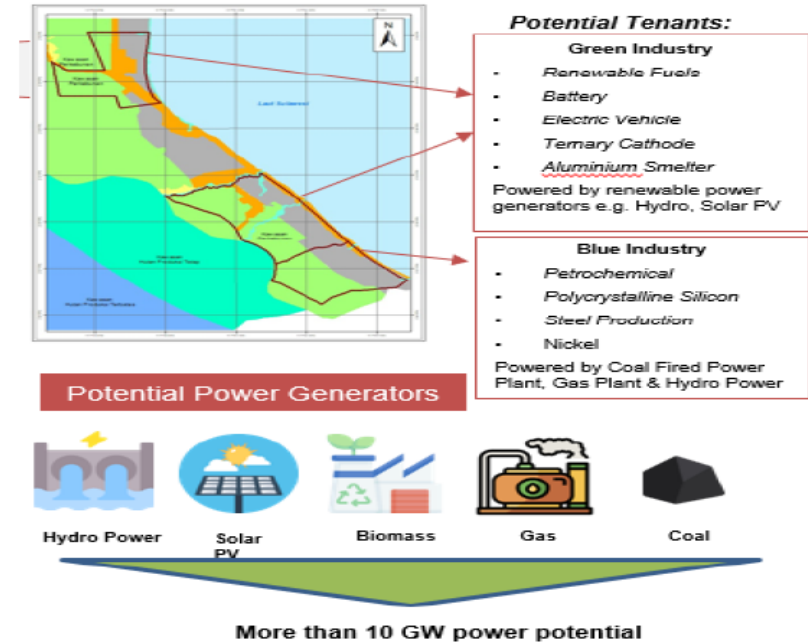 N
Laut Sulawesi
Potential Tenants:
Green Industry
• Renewable Fuels
• Battery
• Electric Vehicle
• Ternary Cathode
• Aluminium Smelter
Powered by renewable power
generators e.g. Hydro, Solar PV
Blue Industry
• Petrochemical
• Polycrystalline Silicon
• Steel Production
• Nickel
Powered by Coal Fired Power
Plant, Gas Plant & Hydro Power
Potential Power Generators
Hydro Power
Solar
PV
Biomass
Gas
Coal
More than 10 GW power potential